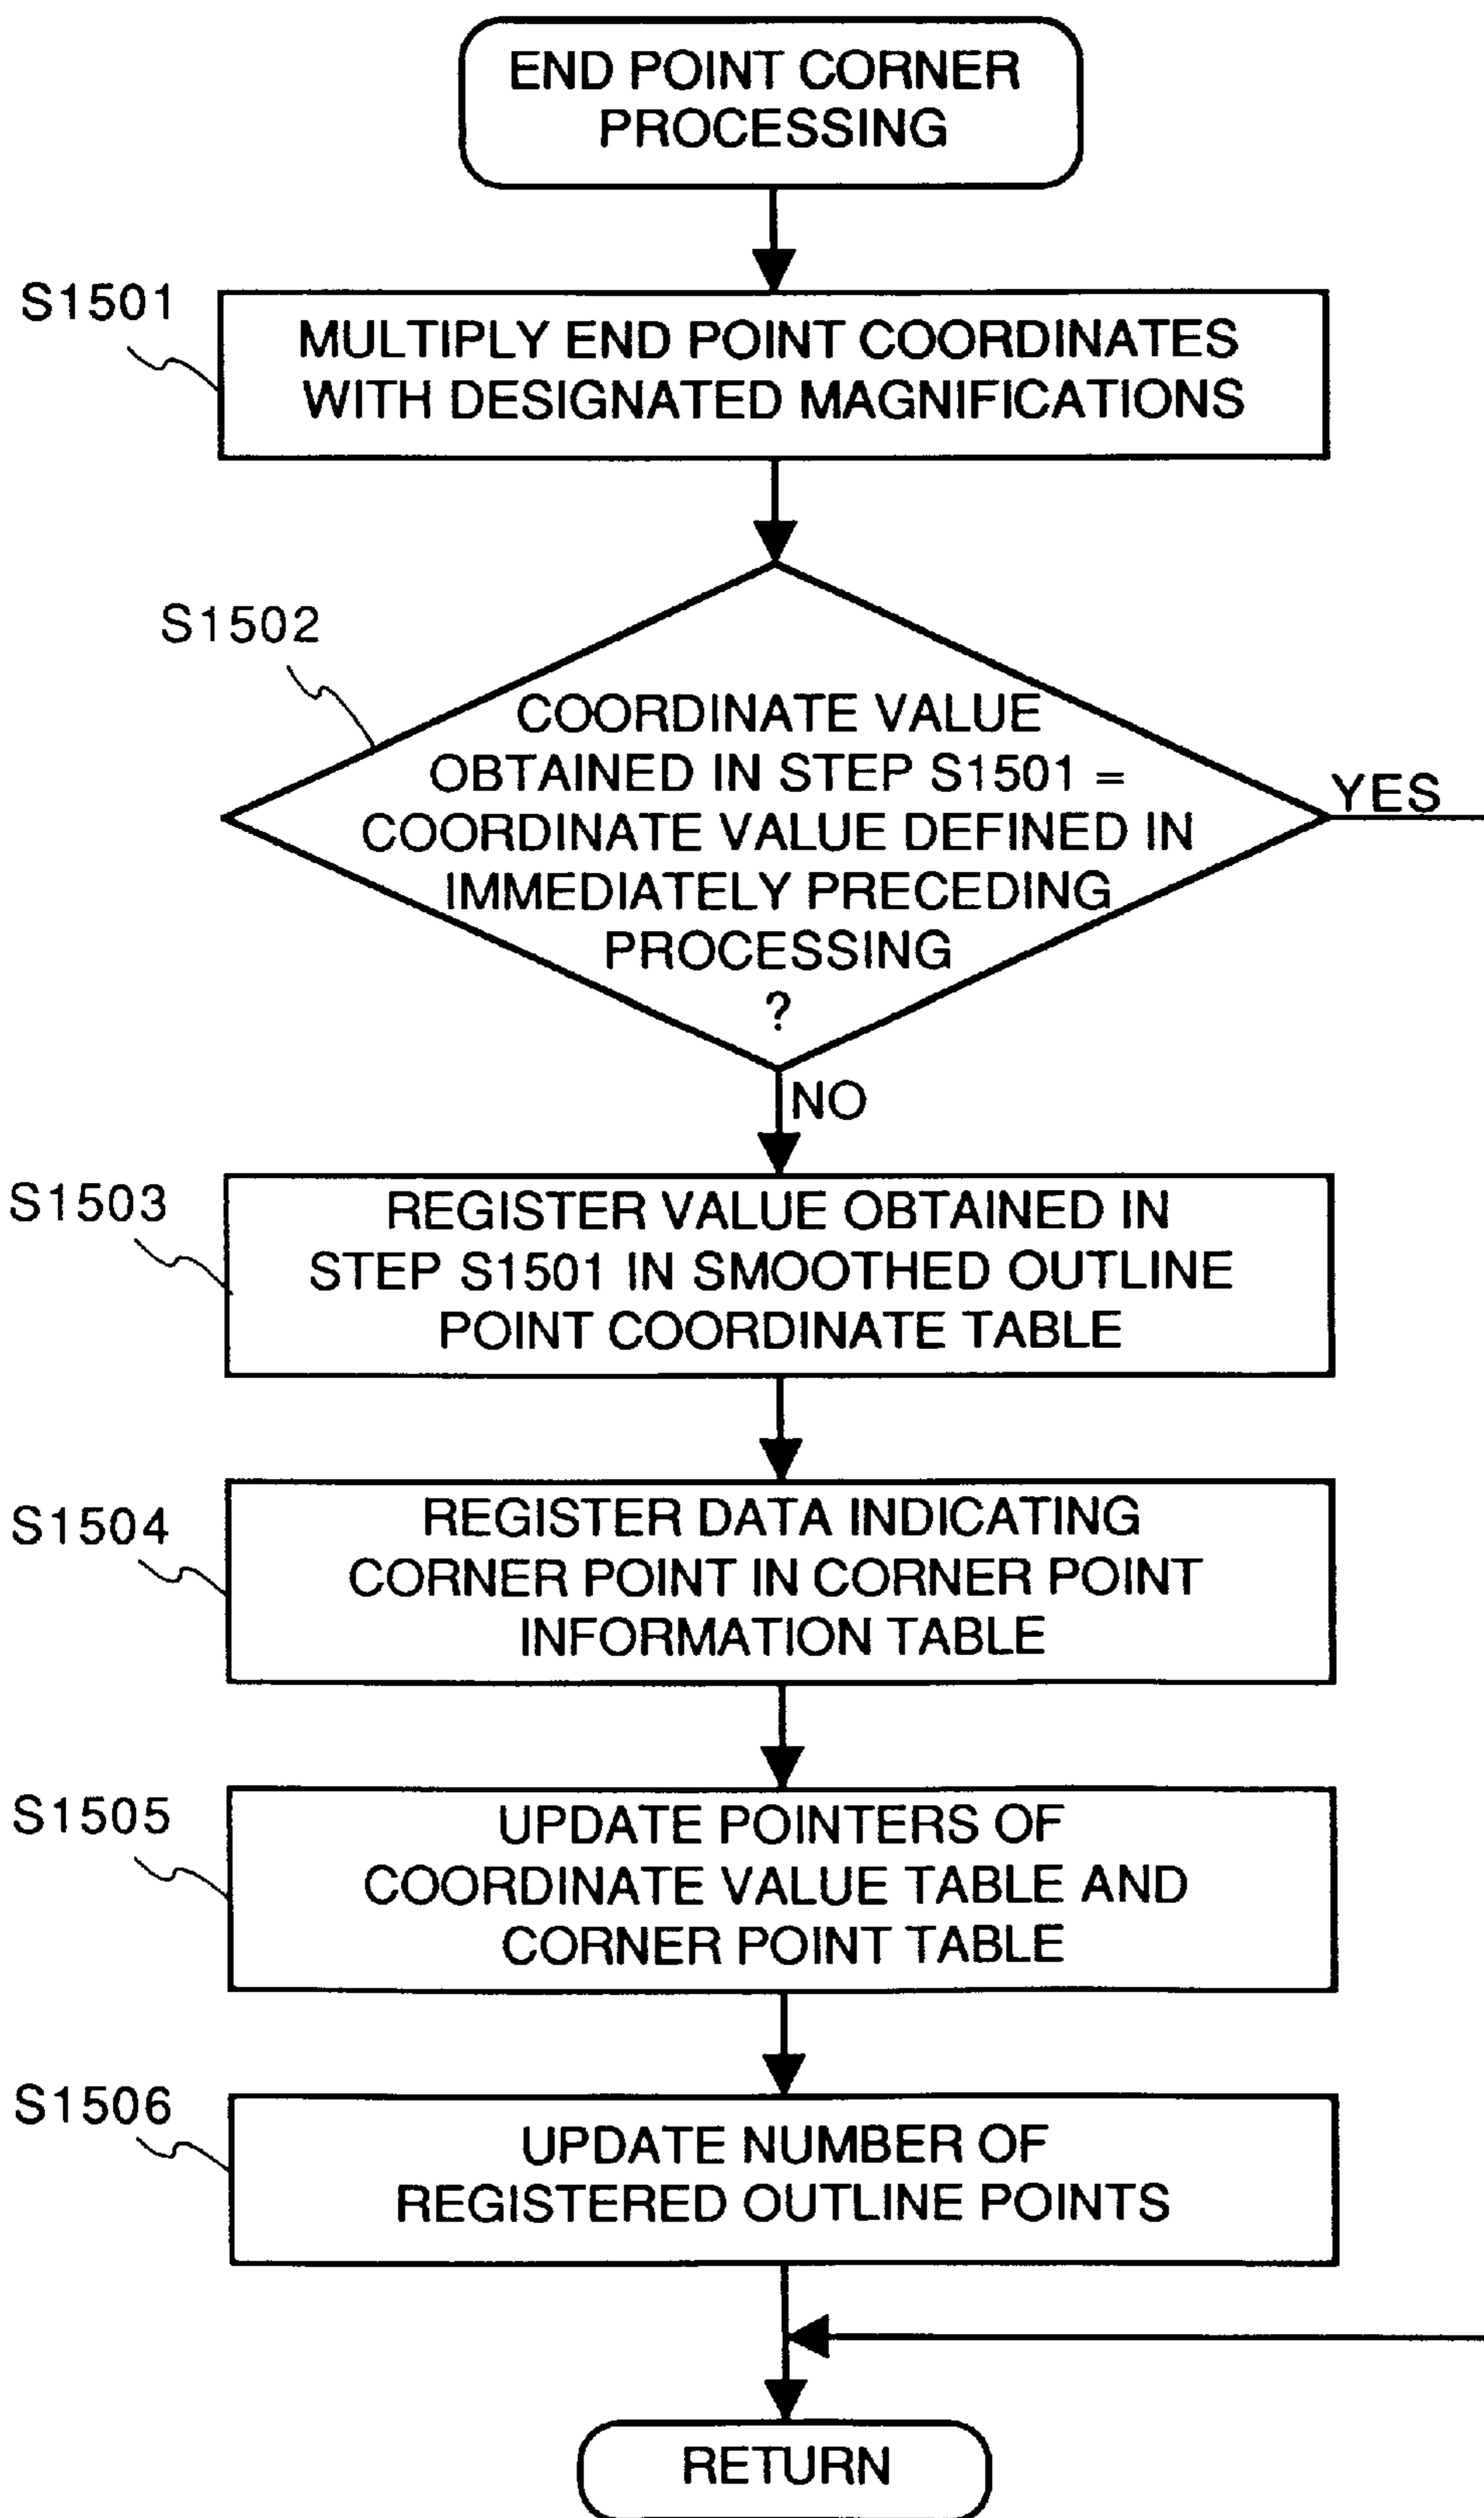 END POINT CORNER
PROCESSING
S1501
MULTIPLY END POINT COORDINATES
WITH DESIGNATED MAGNIFICATIONS
S1502
COORDINATE VALUE
OBTAINED IN STEP S1501 =
COORDINATE VALUE DEFINED IN
IMMEDIATELY PRECEDING
PROCESSING
?
YES
NO
S1503
REGISTER VALUE OBTAINED IN
STEP S1501 IN SMOOTHED OUTLINE
POINT COORDINATE TABLE
S1504
REGISTER DATA INDICATING
CORNER POINT IN CORNER POINT
INFORMATION TABLE
S1505
UPDATE POINTERS OF
COORDINATE VALUE TABLE AND
CORNER POINT TABLE
S1506
UPDATE NUMBER OF
REGISTERED OUTLINE POINTS
RETURN